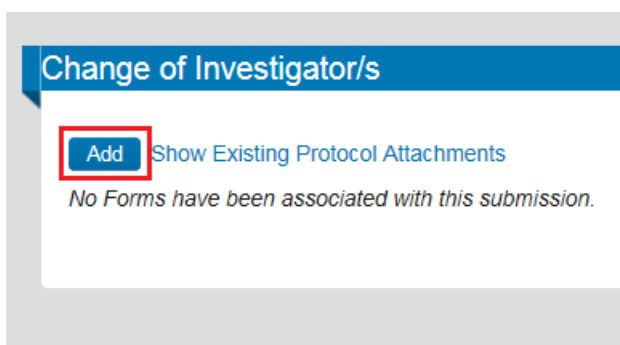 Change of Investigator/s
Add Show Existing Protocol Attachments
No Forms have been associated with this submission.